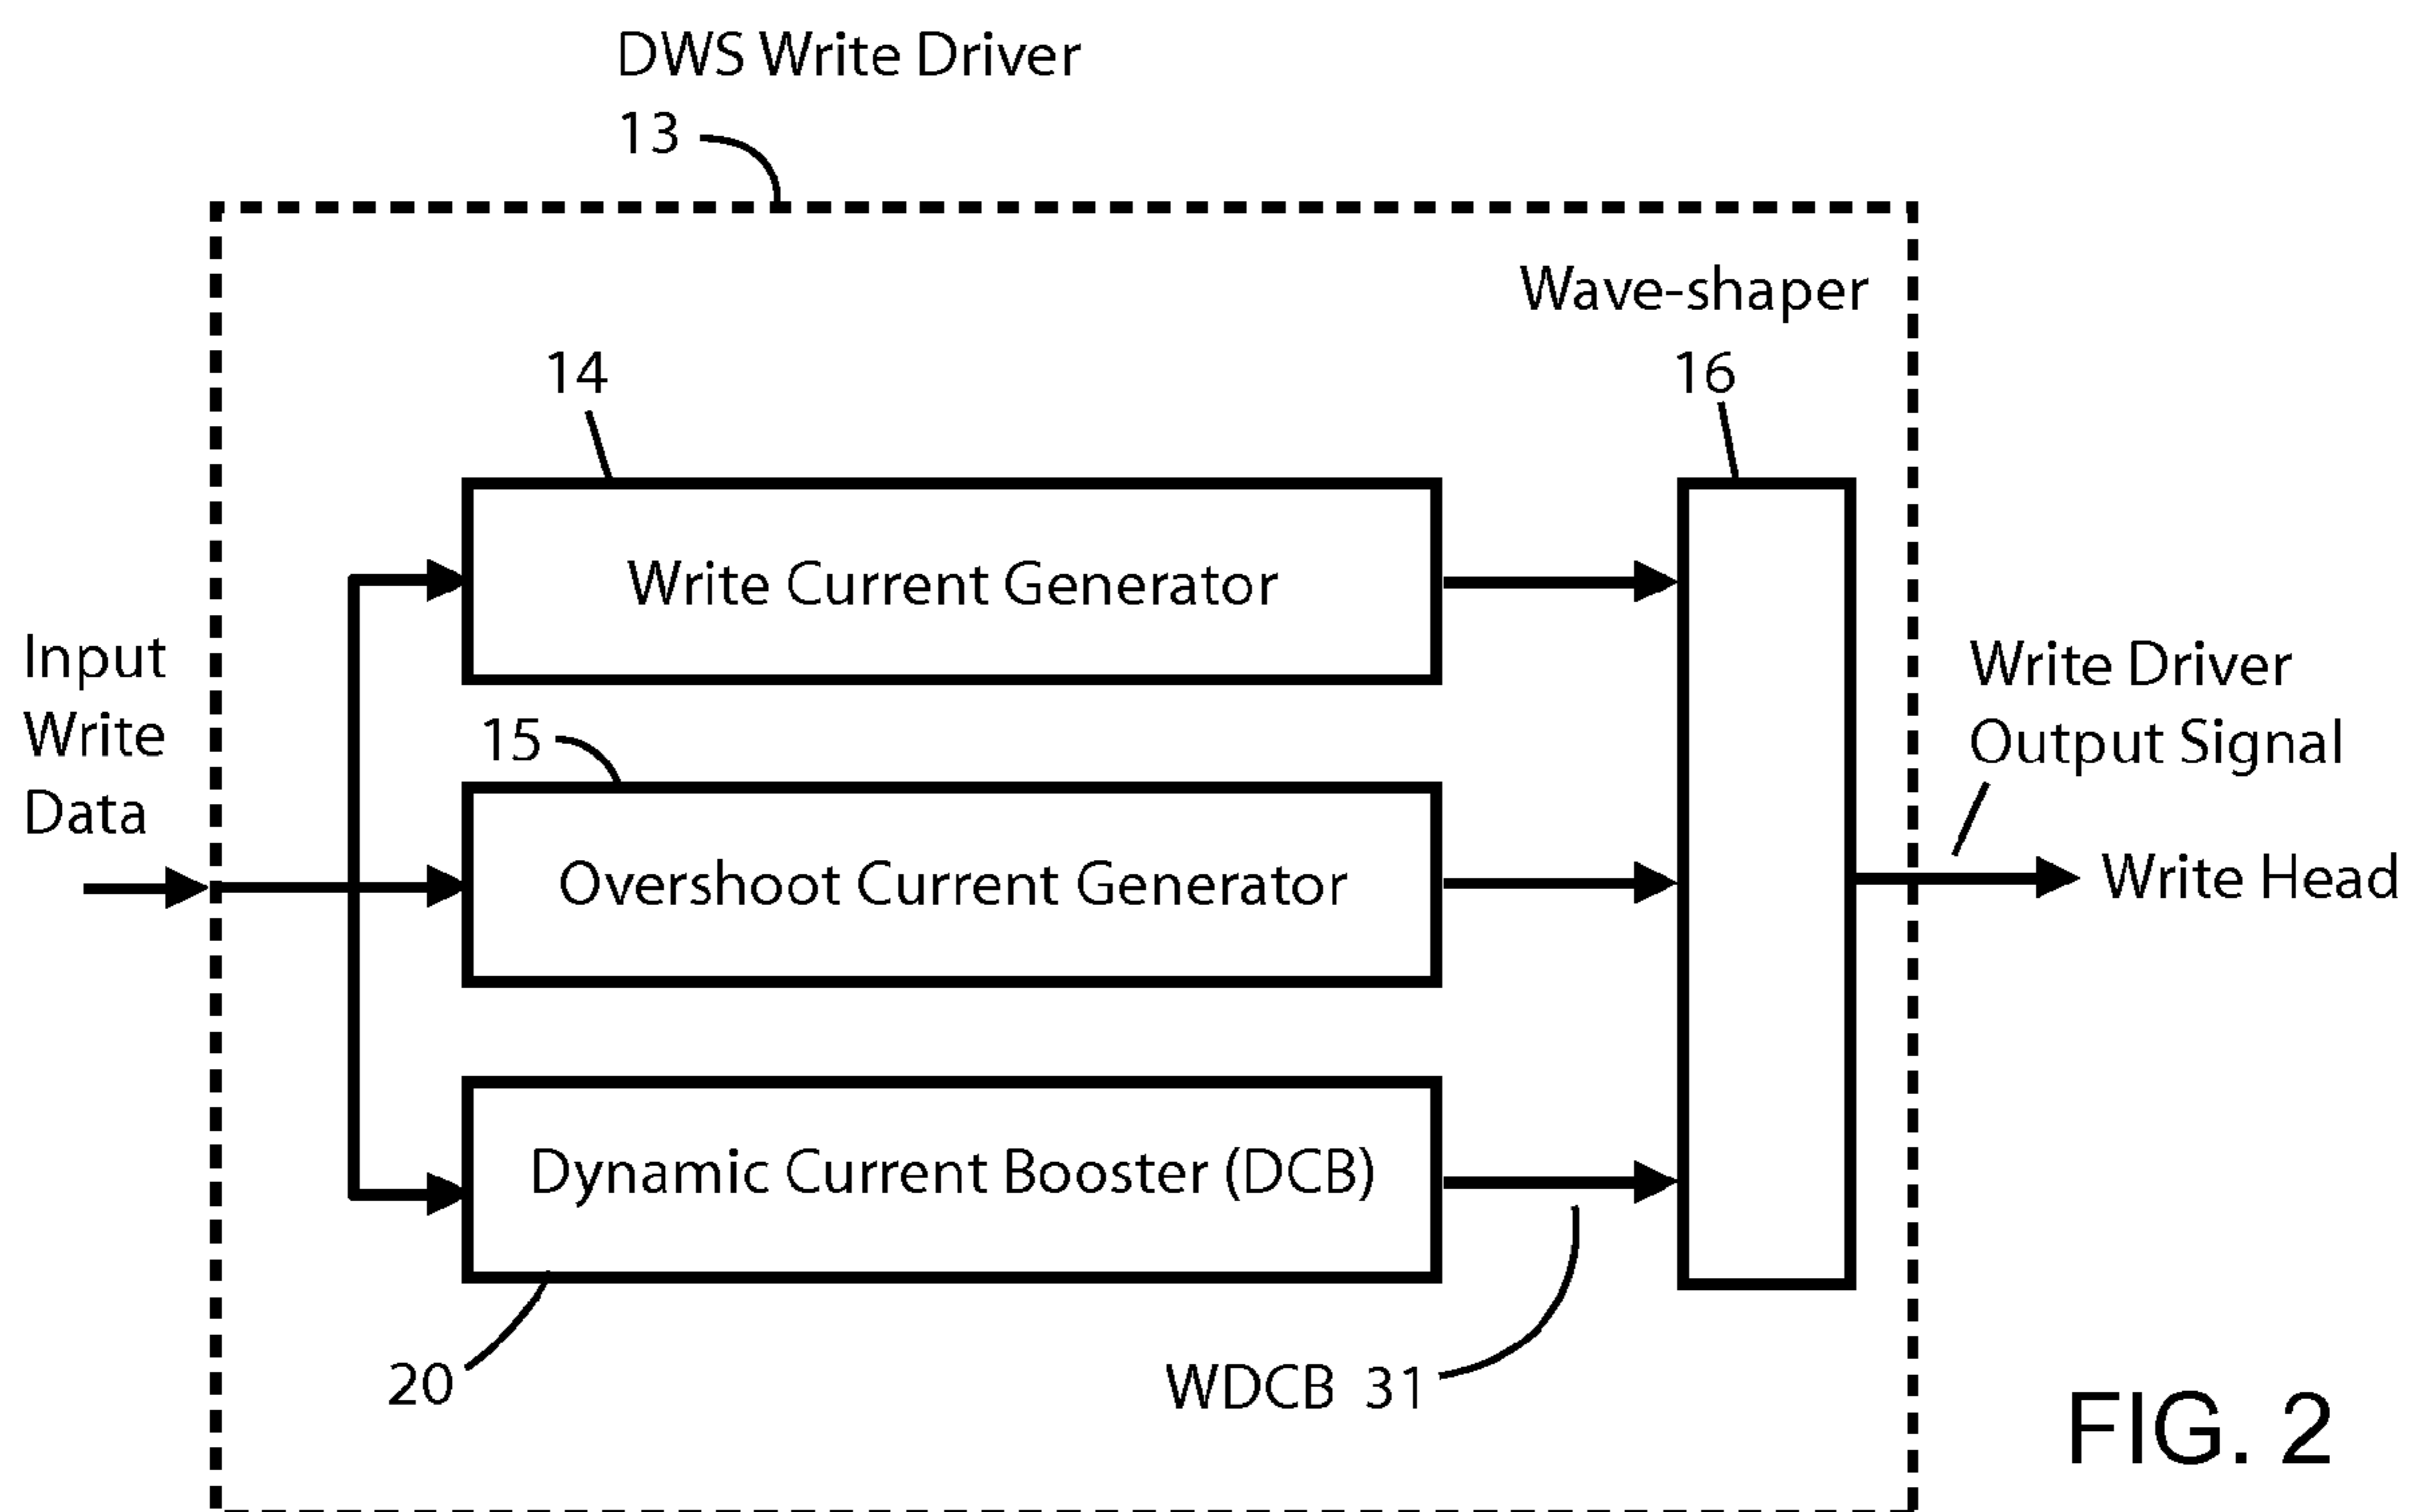 DWS Write Driver
13
Wave-shaper
14
16
Write Current Generator
Input
Write
Data
15
Write Driver
Output Signal
Overshoot Current Generator
Write Head
Dynamic Current Booster (DCB)
20
WDCB 31
FIG. 2